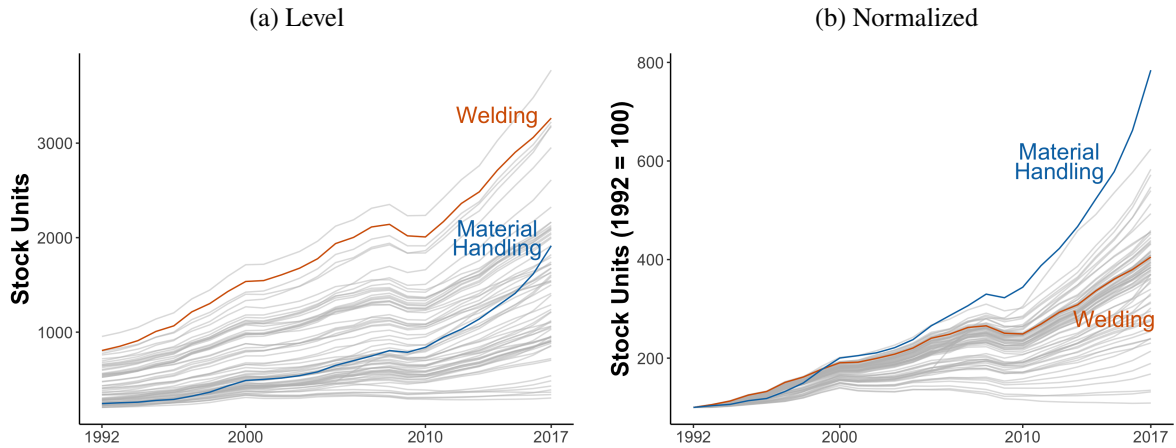 (a) Level
Stock Units
3000
2000
1000
Welding
Material
Handling
1992
2000
2010
2017
(b) Normalized
Stock Units (1992 = 100)
800
600
400
200
Material
Handling
Welding
1992
2000
2010
2017